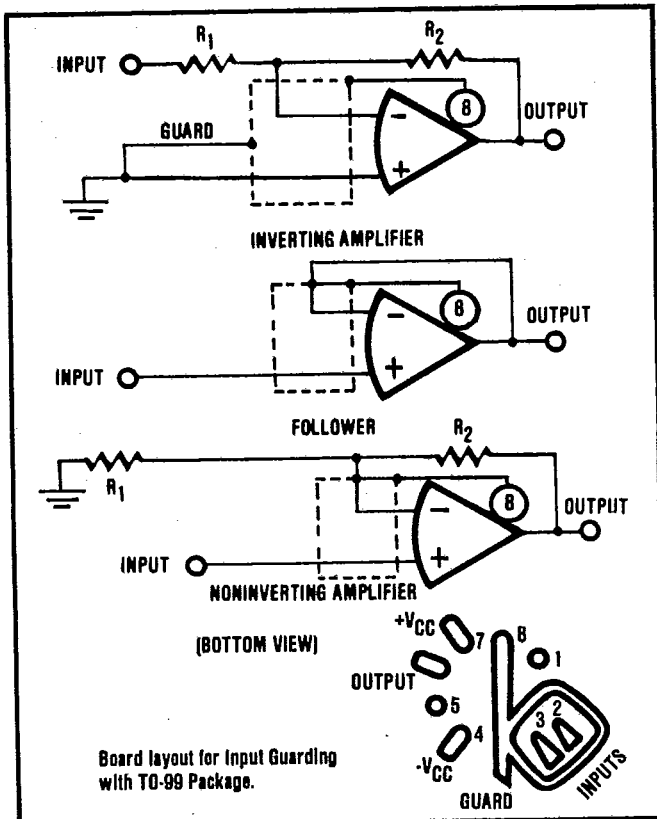 R1
R2
INPUT
8
OUTPUT
GUARD
−
+
INVERTING AMPLIFIER
8
OUTPUT
−
+
INPUT
FOLLOWER
R2
R1
8
OUTPUT
−
+
INPUT
NONINVERTING AMPLIFIER
(BOTTOM VIEW)
+VCC
7
8
1
OUTPUT
5
3 2
4
-VCC
INPUTS
GUARD
Board layout for Input Guarding
with TO-99 Package.